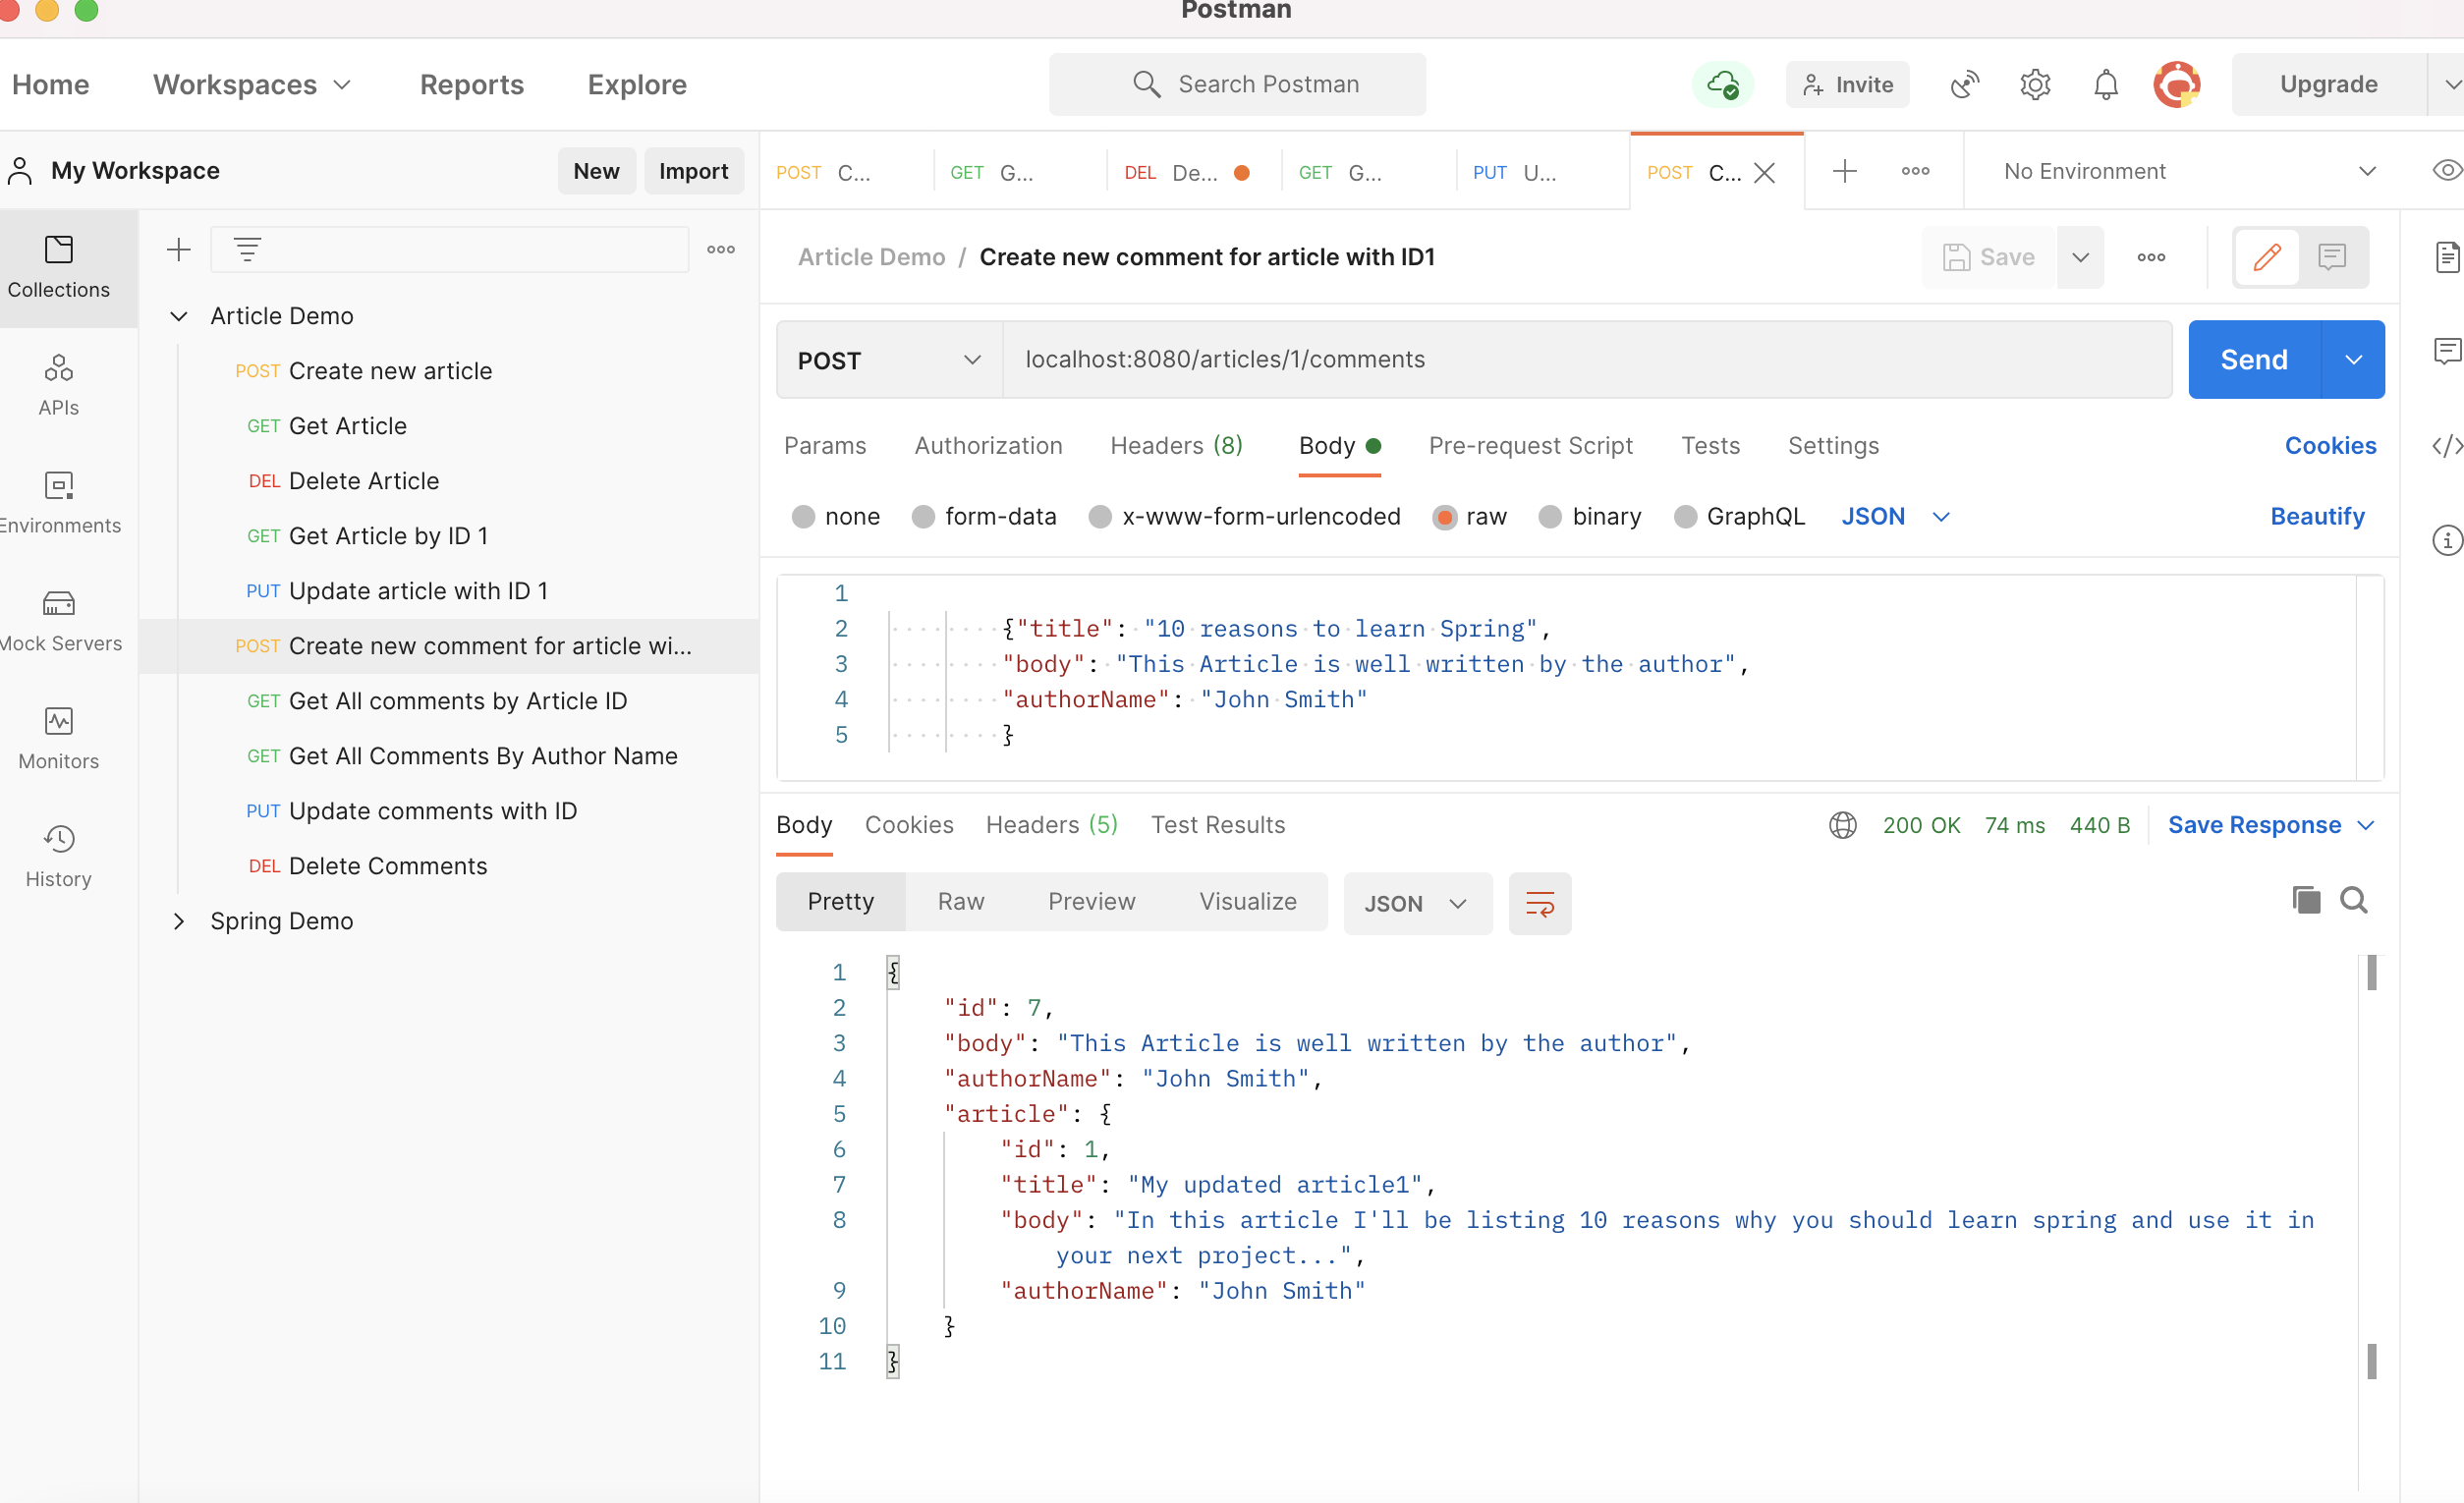 Postman
Home Workspaces Reports Explore Search Postman Invite Upgrade
My Workspace New Import
POST C... GET G... DEL De... GET G... PUT U... POST C... No Environment
Collections
APIs
Environments
Mock Servers
Monitors
History
Article Demo
POST Create new article
GET Get Article
DEL Delete Article
GET Get Article by ID 1
PUT Update article with ID 1
POST Create new comment for article wi...
GET Get All comments by Article ID
GET Get All Comments By Author Name
PUT Update comments with ID
DEL Delete Comments
Spring Demo
Article Demo / Create new comment for article with ID1 Save
POST localhost:8080/articles/1/comments Send
Params Authorization Headers (8) Body Pre-request Script Tests Settings Cookies
none form-data x-www-form-urlencoded raw binary GraphQL JSON Beautify
1
2 {"title": "10 reasons to learn Spring",
3 "body": "This Article is well written by the author",
4 "authorName": "John Smith"
5 }
Body Cookies Headers (5) Test Results 200 OK 74 ms 440 B Save Response
Pretty Raw Preview Visualize JSON
1 {
2 "id": 7,
3 "body": "This Article is well written by the author",
4 "authorName": "John Smith",
5 "article": {
6 "id": 1,
7 "title": "My updated article1",
8 "body": "In this article I'll be listing 10 reasons why you should learn spring and use it in
your next project...",
9 "authorName": "John Smith"
10 }
11 }